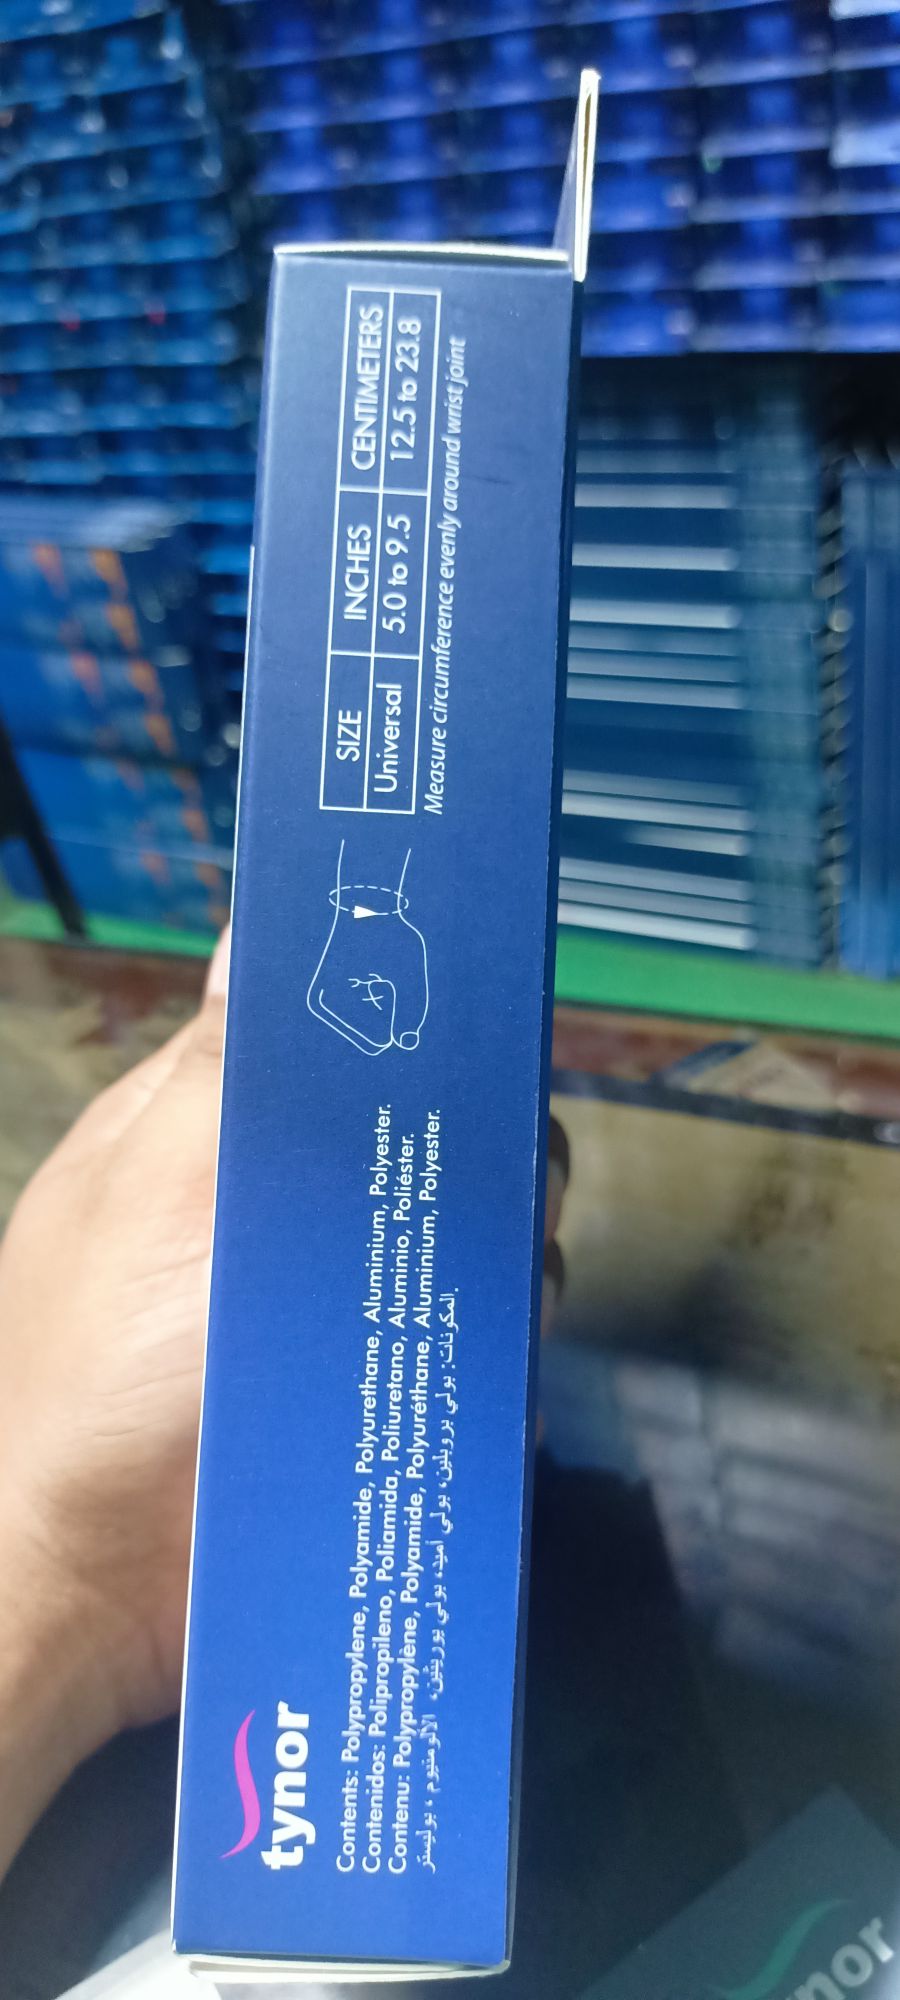 tynor
Contents: Polypropylene, Polyamide, Polyurethane, Aluminium, Polyester.
Contenidos: Polipropileno, Poliamida, Poliuretano, Aluminio, Poliéster.
Contenu: Polypropylène, Polyamide, Polyuréthane, Aluminium, Polyester.
المكونات: بولي بروبلين، بولي أميد، بولي يوريثين، الألومنيوم، بوليستر.
SIZE INCHES CENTIMETERS
Universal 5.0 to 9.5 12.5 to 23.8
Measure circumference evenly around wrist joint
nor